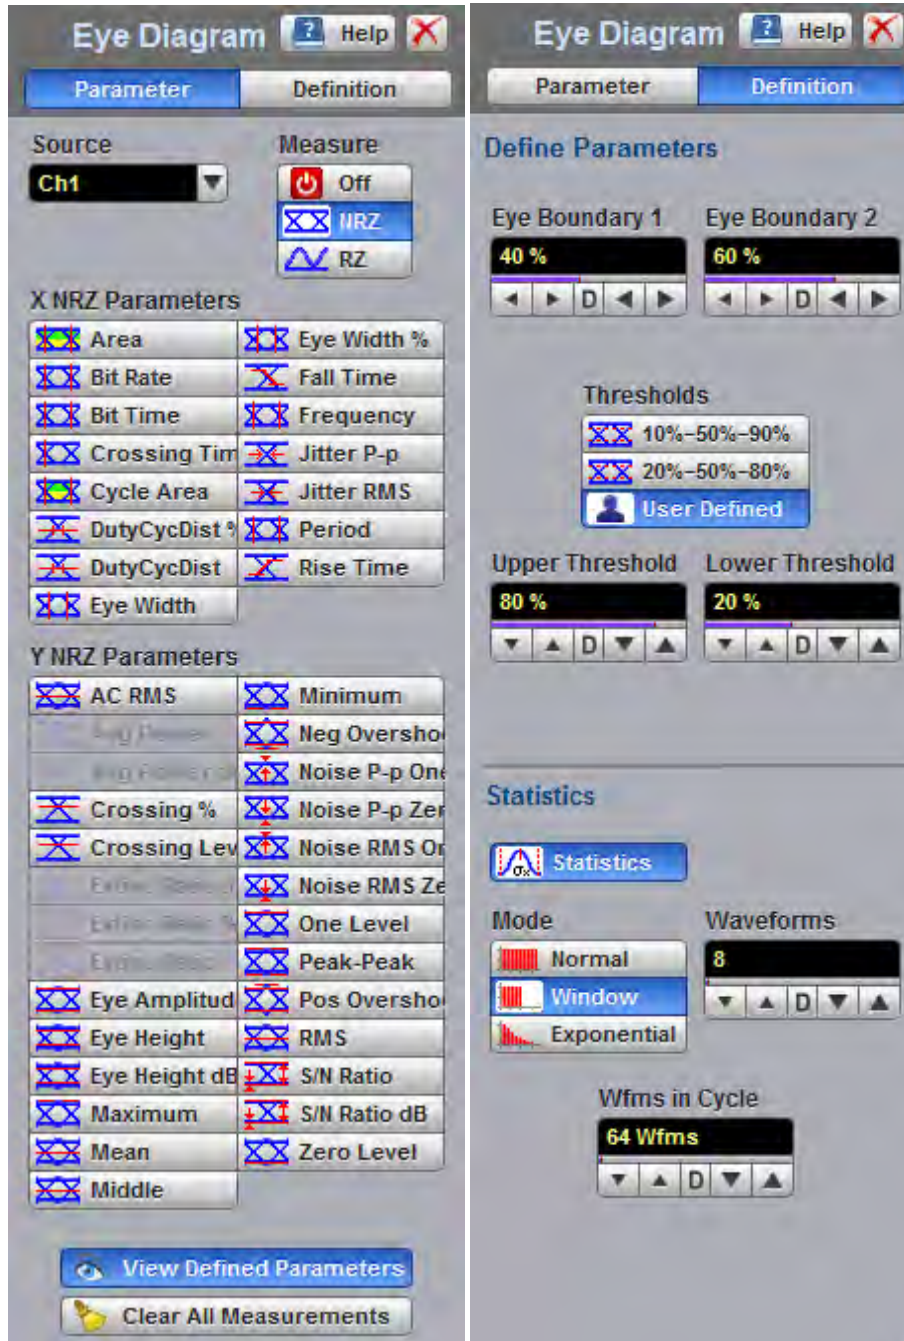 Eye Diagram Help
Parameter Definition
Source Measure
Ch1
Off
NRZ
RZ
X NRZ Parameters
Area Eye Width %
Bit Rate Fall Time
Bit Time Frequency
Crossing Tim Jitter P-p
Cycle Area Jitter RMS
DutyCycDist % Period
DutyCycDist Rise Time
Eye Width
Y NRZ Parameters
AC RMS Minimum
Neg Oversho
Noise P-p One
Crossing % Noise P-p Zer
Crossing Lev Noise RMS On
Noise RMS Ze
One Level
Peak-Peak
Eye Amplitud Pos Oversho
Eye Height RMS
Eye Height dB S/N Ratio
Maximum S/N Ratio dB
Mean Zero Level
Middle
View Defined Parameters
Clear All Measurements
Eye Diagram Help
Parameter Definition
Define Parameters
Eye Boundary 1 Eye Boundary 2
40 % 60 %
D D
Thresholds
10%-50%-90%
20%-50%-80%
User Defined
Upper Threshold Lower Threshold
80 % 20 %
D D
Statistics
σx Statistics
Mode Waveforms
Normal 8
Window D
Exponential
Wfms in Cycle
64 Wfms
D